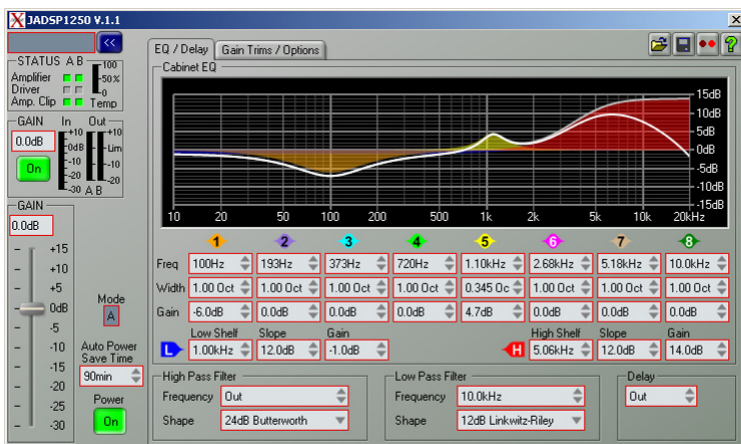 JADSP1250 V.1.1
<<
STATUS A B
Amplifier
Driver
Amp. Clip
100
50%
0
Temp
GAIN
0.0dB
On
In Out
+10 +10
0dB Lim
-10 -10
-20 -20
-30 A B
GAIN
0.0dB
+15
+10
+5
0dB
-5
-10
-15
-20
-25
-30
Mode
A
Auto Power
Save Time
90min
Power
On
EQ / Delay Gain Trims / Options
Cabinet EQ
15dB
10dB
5dB
0dB
-5dB
-10dB
-15dB
10 20 50 100 200 500 1k 2k 5k 10k 20kHz
1 2 3 4 5 6 7 8
Freq 100Hz 193Hz 373Hz 720Hz 1.10kHz 2.68kHz 5.18kHz 10.0kHz
Width 1.00 Oct 1.00 Oct 1.00 Oct 1.00 Oct 0.345 Oc 1.00 Oct 1.00 Oct 1.00 Oct
Gain -6.0dB 0.0dB 0.0dB 0.0dB 4.7dB 0.0dB 0.0dB 0.0dB
Low Shelf Slope Gain High Shelf Slope Gain
L 1.00kHz 12.0dB -1.0dB H 5.06kHz 12.0dB 14.0dB
High Pass Filter
Frequency Out
Shape 24dB Butterworth
Low Pass Filter
Frequency 10.0kHz
Shape 12dB Linkwitz-Riley
Delay
Out